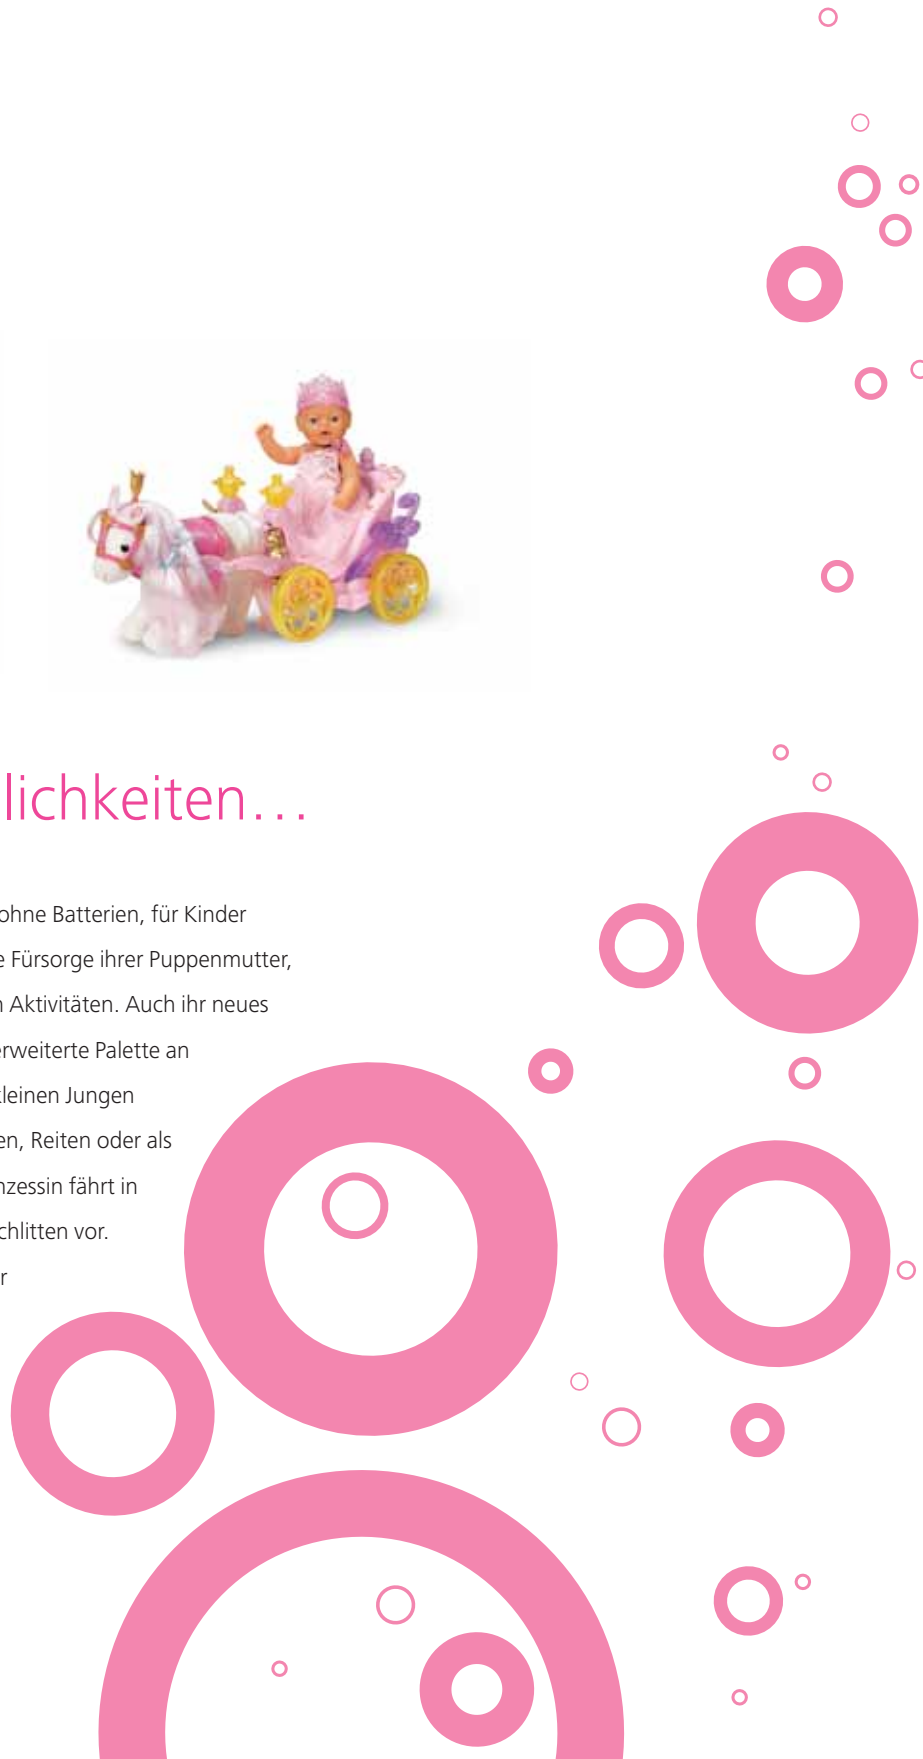 lichkeiten…
ohne Batterien, für Kinder
e Fürsorge ihrer Puppenmutter,
n Aktivitäten. Auch ihr neues
erweiterte Palette an
kleinen Jungen
en, Reiten oder als
nzessin fährt in
chlitten vor.
r